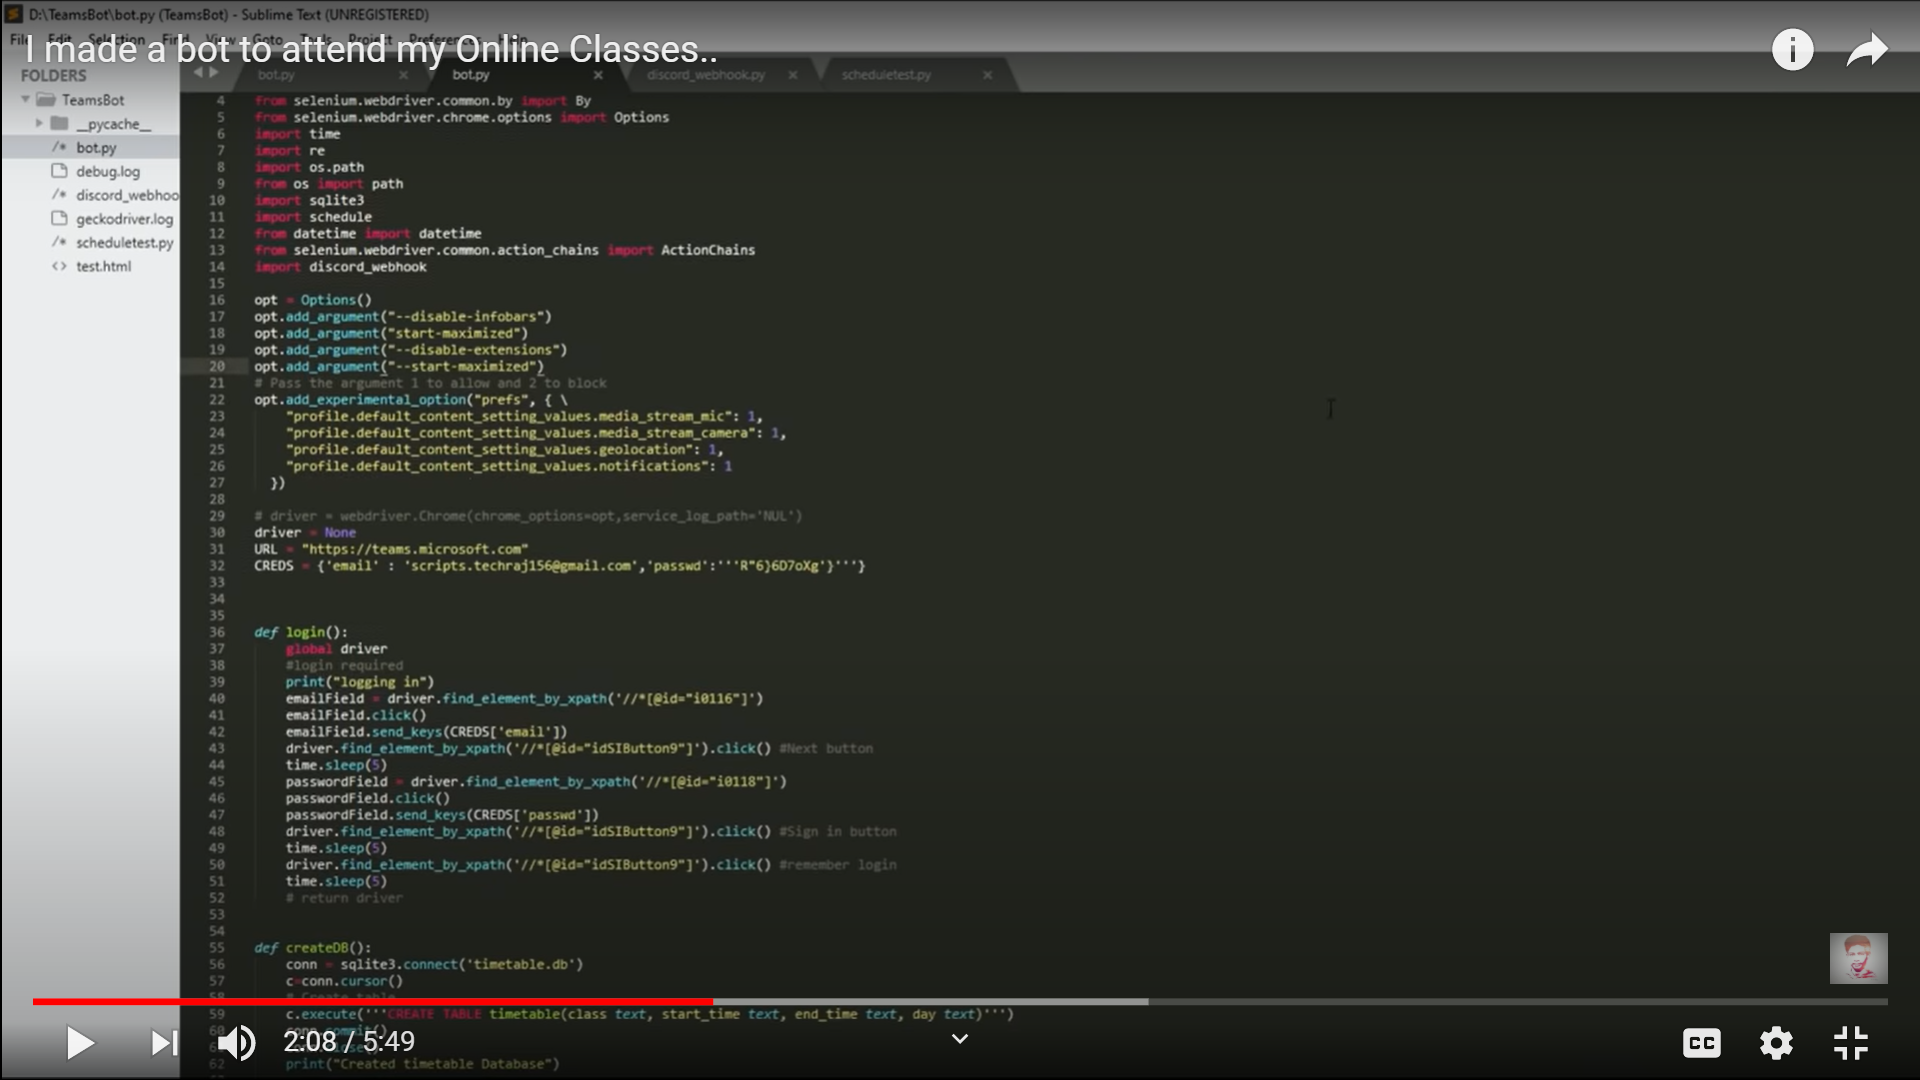 D:\TeamsBot\bot.py (TeamsBot) - Sublime Text (UNREGISTERED)
File Edit Selection Find View Goto Tools Project Preferences Help
I made a bot to attend my Online Classes..
FOLDERS
TeamsBot
__pycache__
/* bot.py
debug.log
/* discord_webhoo
geckodriver.log
/* scheduletest.py
<> test.html
bot.py × bot.py × discord_webhook.py × scheduletest.py ×
4 from selenium.webdriver.common.by import By
5 from selenium.webdriver.chrome.options import Options
6 import time
7 import re
8 import os.path
9 from os import path
10 import sqlite3
11 import schedule
12 from datetime import datetime
13 from selenium.webdriver.common.action_chains import ActionChains
14 import discord_webhook
15
16 opt = Options()
17 opt.add_argument("--disable-infobars")
18 opt.add_argument("start-maximized")
19 opt.add_argument("--disable-extensions")
20 opt.add_argument("--start-maximized")
21 # Pass the argument 1 to allow and 2 to block
22 opt.add_experimental_option("prefs", { \
23 "profile.default_content_setting_values.media_stream_mic": 1,
24 "profile.default_content_setting_values.media_stream_camera": 1,
25 "profile.default_content_setting_values.geolocation": 1,
26 "profile.default_content_setting_values.notifications": 1
27 })
28
29 # driver = webdriver.Chrome(chrome_options=opt,service_log_path='NUL')
30 driver = None
31 URL = "https://teams.microsoft.com"
32 CREDS = {'email' : 'scripts.techraj156@gmail.com','passwd':'''R"6}6D7oXg'}'''}
33
34
35
36 def login():
37 global driver
38 #login required
39 print("logging in")
40 emailField = driver.find_element_by_xpath('//*[@id="i0116"]')
41 emailField.click()
42 emailField.send_keys(CREDS['email'])
43 driver.find_element_by_xpath('//*[@id="idSIButton9"]').click() #Next button
44 time.sleep(5)
45 passwordField = driver.find_element_by_xpath('//*[@id="i0118"]')
46 passwordField.click()
47 passwordField.send_keys(CREDS['passwd'])
48 driver.find_element_by_xpath('//*[@id="idSIButton9"]').click() #Sign in button
49 time.sleep(5)
50 driver.find_element_by_xpath('//*[@id="idSIButton9"]').click() #remember login
51 time.sleep(5)
52 # return driver
53
54
55 def createDB():
56 conn = sqlite3.connect('timetable.db')
57 c=conn.cursor()
58 # Create table
59 c.execute('''CREATE TABLE timetable(class text, start_time text, end_time text, day text)''')
60 conn.commit()
62 print("Created timetable Database")
2:08 / 5:49
CC